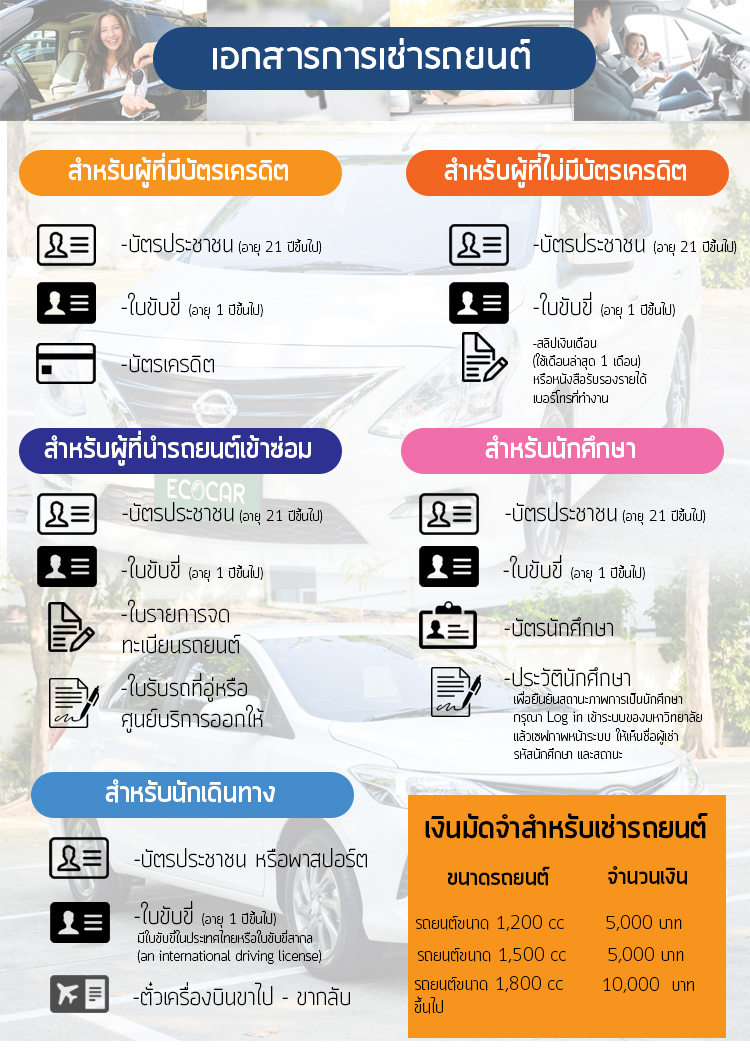 เอกสารการเช่ารถยนต์
สำหรับผู้ที่มีบัตรเครดิต
-บัตรประชาชน (อายุ 21 ปีขึ้นไป)
-ใบขับขี่ (อายุ 1 ปีขึ้นไป)
-บัตรเครดิต
สำหรับผู้ที่ไม่มีบัตรเครดิต
-บัตรประชาชน (อายุ 21 ปีขึ้นไป)
-ใบขับขี่ (อายุ 1 ปีขึ้นไป)
-สลิปเงินเดือน
(ใช้เดือนล่าสุด 1 เดือน)
หรือหนังสือรับรองรายได้
เบอร์โทรที่ทำงาน
สำหรับผู้ที่นำรถยนต์เข้าซ่อม
ECOCAR
-บัตรประชาชน (อายุ 21 ปีขึ้นไป)
-ใบขับขี่ (อายุ 1 ปีขึ้นไป)
-ใบรายการจด
ทะเบียนรถยนต์
-ใบรับรถที่อู่หรือ
ศูนย์บริการออกให้
สำหรับนักศึกษา
-บัตรประชาชน (อายุ 21 ปีขึ้นไป)
-ใบขับขี่ (อายุ 1 ปีขึ้นไป)
-บัตรนักศึกษา
-ประวัตินักศึกษา
เพื่อยืนยันสถานะภาพการเป็นนักศึกษา
กรุณา Log in เข้าระบบของมหาวิทยาลัย
แล้วเซฟภาพหน้าระบบ ให้เห็นชื่อผู้เช่า
รหัสนักศึกษา และสถานะ
สำหรับนักเดินทาง
-บัตรประชาชน หรือพาสปอร์ต
-ใบขับขี่ (อายุ 1 ปีขึ้นไป)
มีใบขับขี่ในประเทศไทยหรือใบขับขี่สากล
(an international driving license)
-ตั๋วเครื่องบินขาไป - ขากลับ
เงินมัดจำสำหรับเช่ารถยนต์
ขนาดรถยนต์ จำนวนเงิน
รถยนต์ขนาด 1,200 cc 5,000 บาท
รถยนต์ขนาด 1,500 cc 5,000 บาท
รถยนต์ขนาด 1,800 cc 10,000 บาท
ขึ้นไป